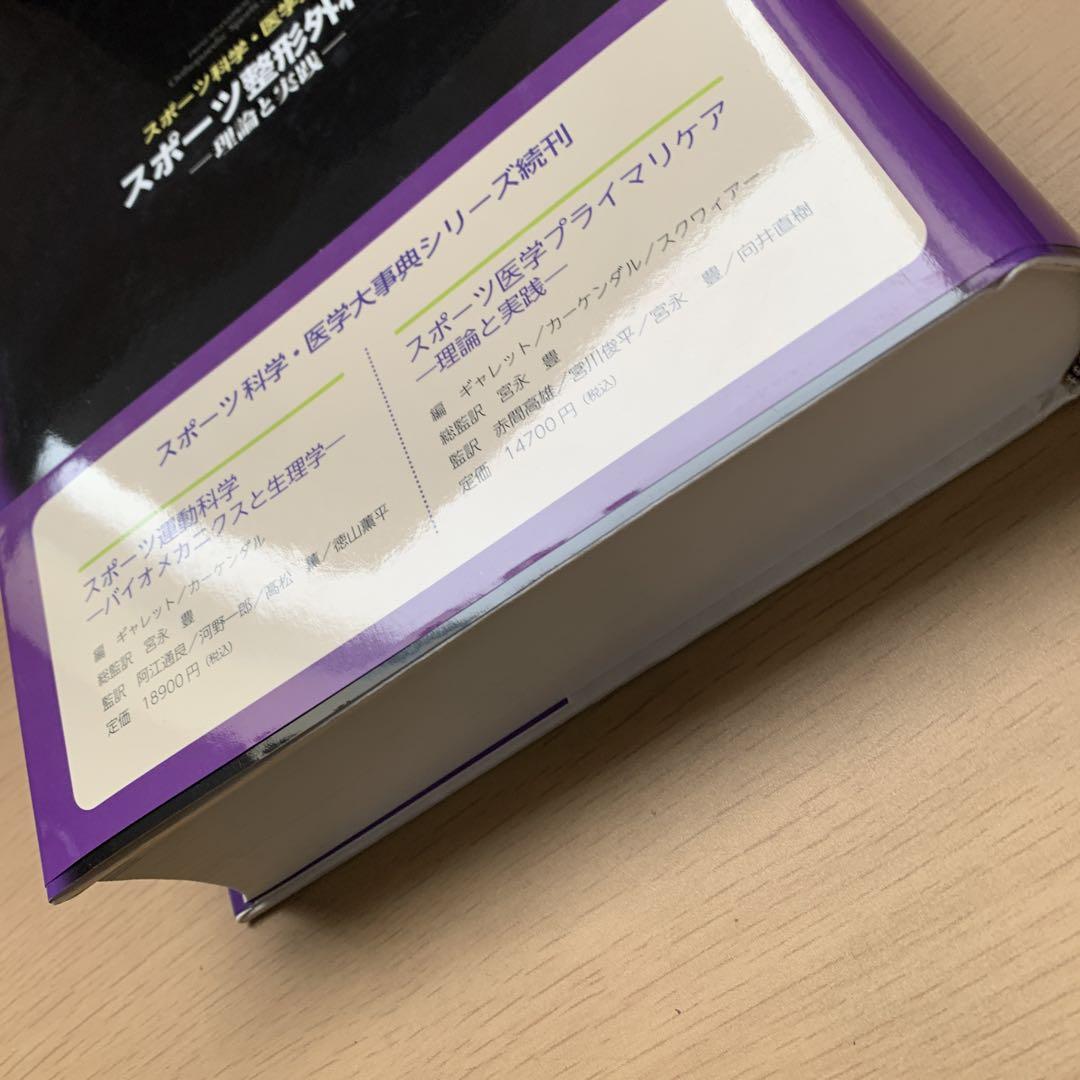 スポーツ科学・医学
スポーツ整形外
―理論と実践―
スポーツ科学・医学大事典シリーズ続刊
スポーツ運動科学
―バイオメカニクスと生理学―
編 ギャレット/カーケンダル
総監訳 宮永 豊
監訳 阿江通良/河野一郎/髙松 薫/徳山薫平
定価 18900円(税込)
スポーツ医学プライマリケア
―理論と実践―
編 ギャレット/カーケンダル/スクワィアー
総監訳 宮永 豊
監訳 赤間高雄/宮川俊平/宮永 豊/向井直樹
定価 14700円(税込)